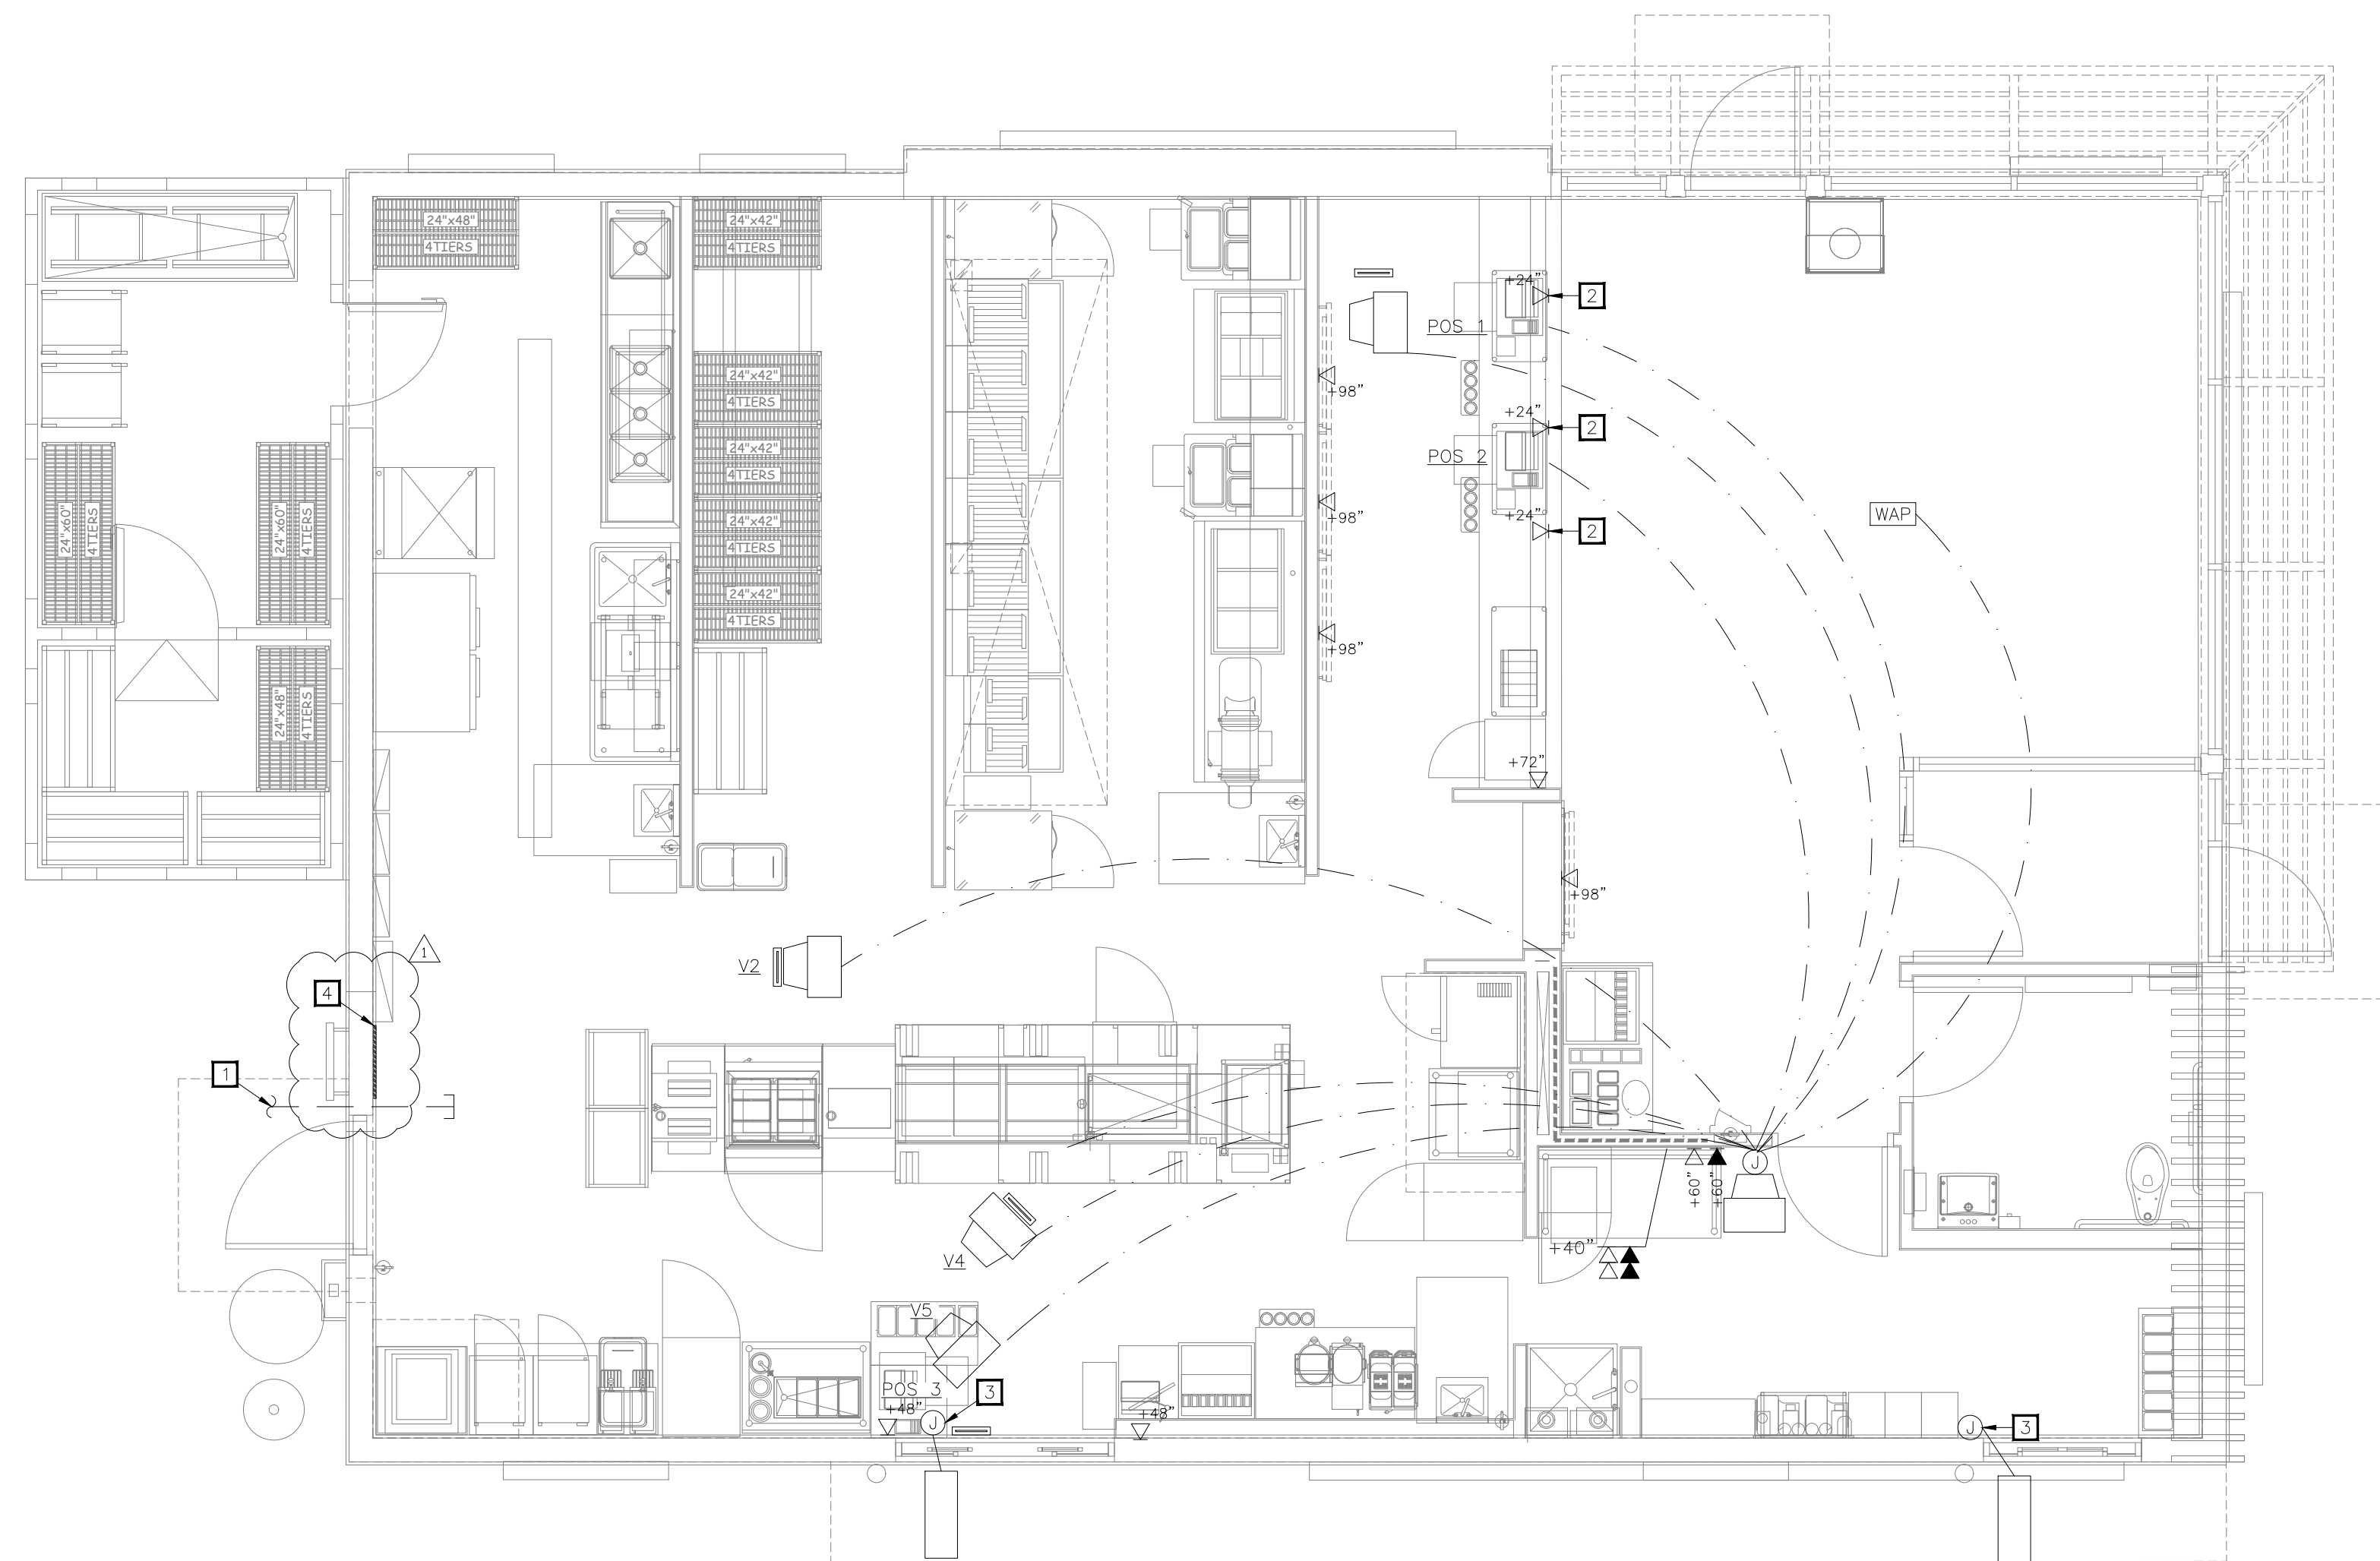 24"x48"
4TIERS
24"x42"
4TIERS
+24"
2
POS 1
24"x42"
4TIERS
+98"
+24"
2
24"x42"
4TIERS
POS 2
24"x60"
4TIERS
24"x60"
4TIERS
24"x42"
4TIERS
+98"
+24"
2
WAP
24"x42"
4TIERS
+98"
24"x48"
4TIERS
+72"
+98"
1
V2
4
1
J
+60"
+60"
V4
+40"
V5
POS 3
3
+48"
J
+48"
J
3